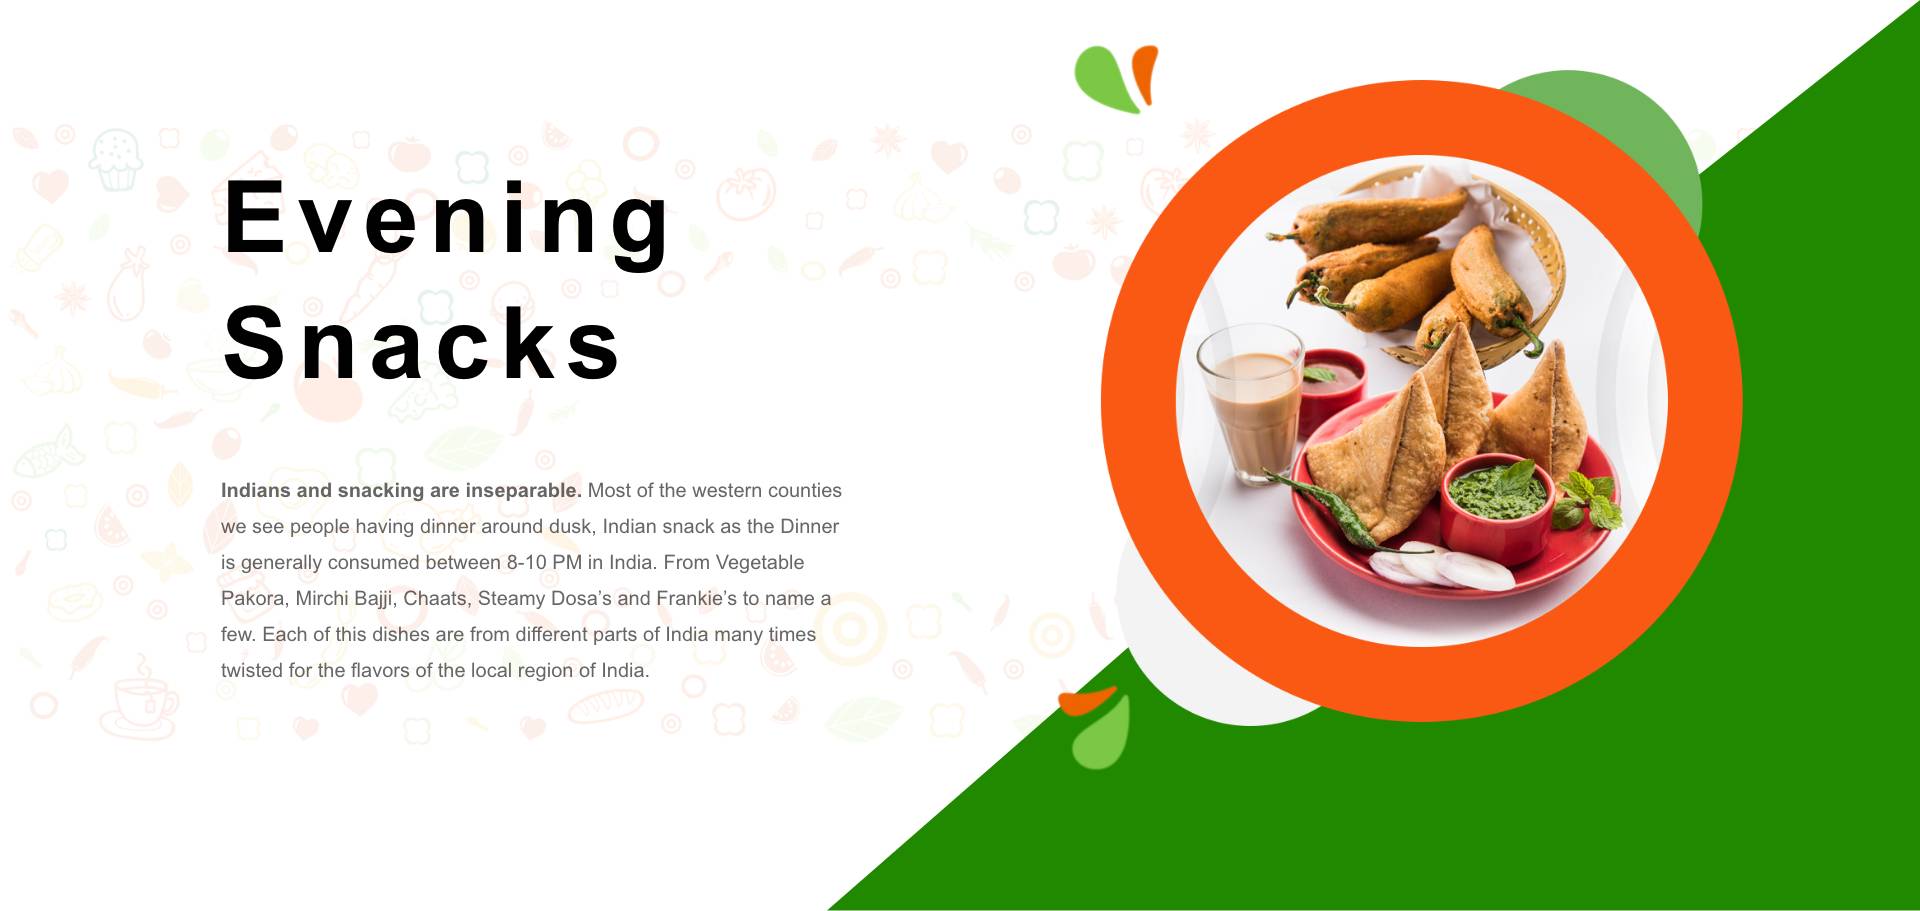 Evening
Snacks
Indians and snacking are inseparable. Most of the western counties
we see people having dinner around dusk, Indian snack as the Dinner
is generally consumed between 8-10 PM in India. From Vegetable
Pakora, Mirchi Bajji, Chaats, Steamy Dosa’s and Frankie’s to name a
few. Each of this dishes are from different parts of India many times
twisted for the flavors of the local region of India.